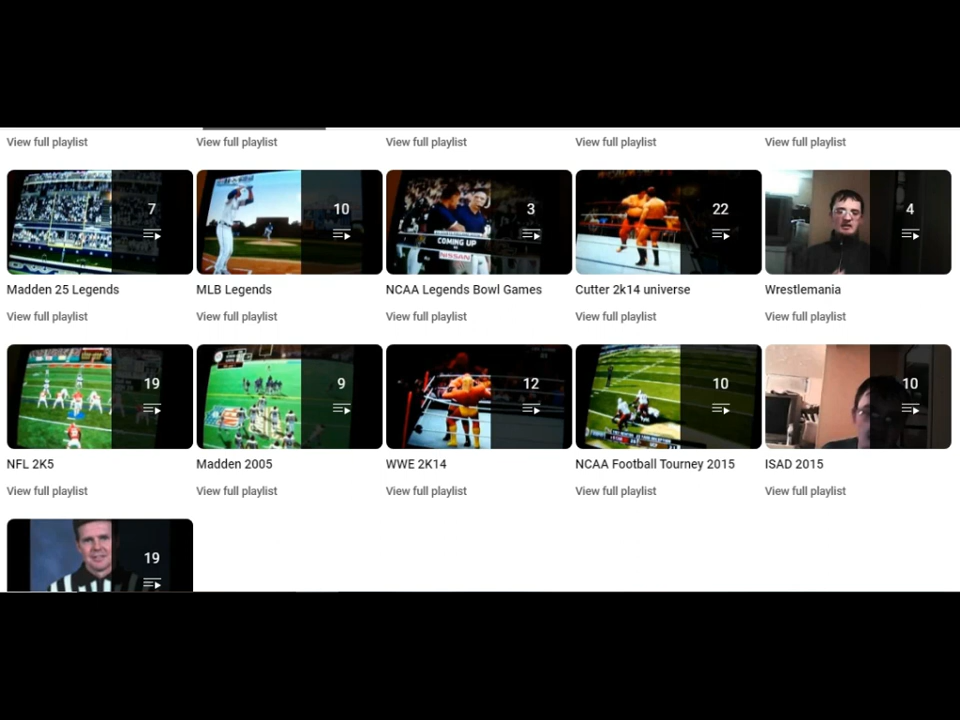 View full playlist View full playlist View full playlist View full playlist View full playlist
7 10 3 22 4
COMING UP
NISSAN
Madden 25 Legends MLB Legends NCAA Legends Bowl Games Cutter 2k14 universe Wrestlemania
View full playlist View full playlist View full playlist View full playlist View full playlist
19 9 12 10 10
NFL 2K5 Madden 2005 WWE 2K14 NCAA Football Tourney 2015 ISAD 2015
View full playlist View full playlist View full playlist View full playlist View full playlist
19